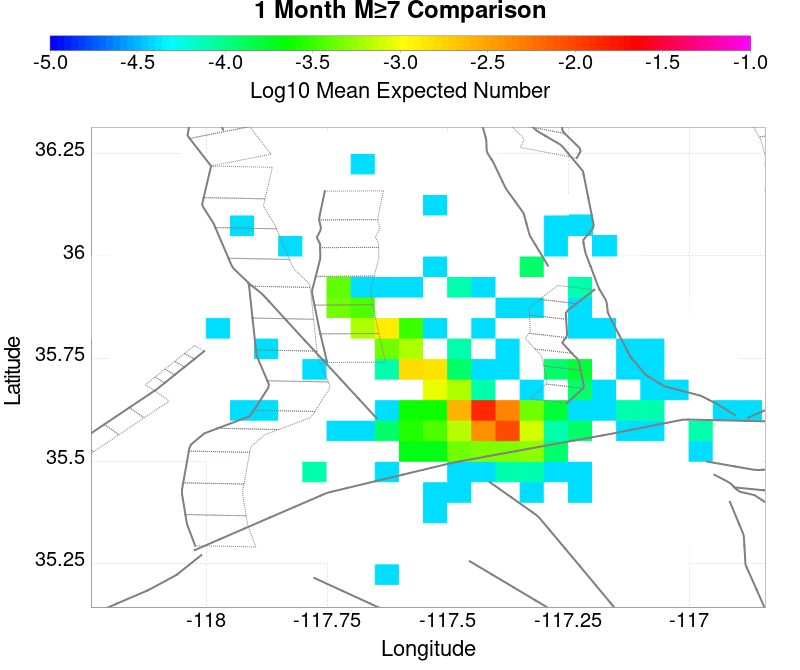 1 Month M≥7 Comparison
-5.0 -4.5 -4.0 -3.5 -3.0 -2.5 -2.0 -1.5 -1.0
Log10 Mean Expected Number
36.25
36
35.75
35.5
35.25
Latitude
-118 -117.75 -117.5 -117.25 -117
Longitude